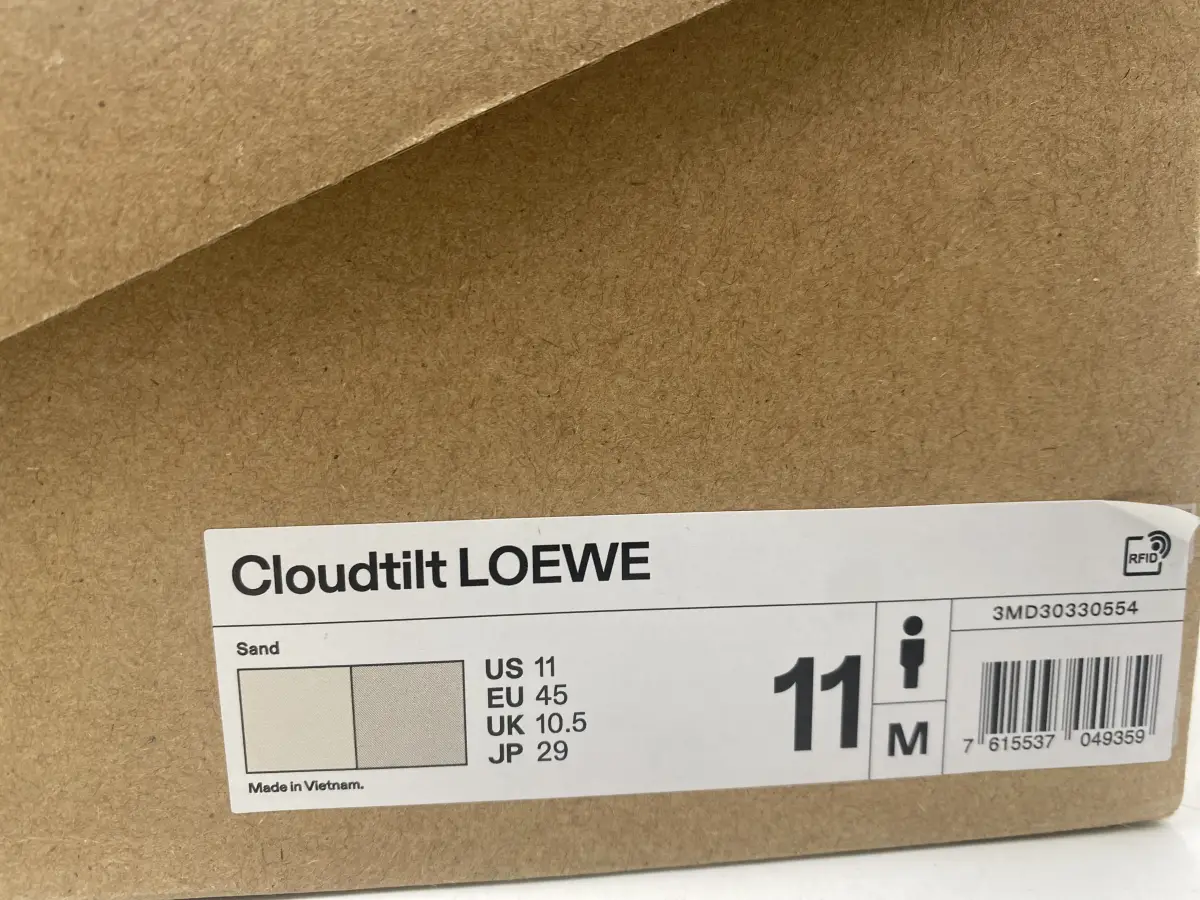 Cloudtilt LOEWE
RFID
3MD30330554
Sand
US 11
EU 45
UK 10.5
JP 29
11
M
7 615537 049359
Made in Vietnam.